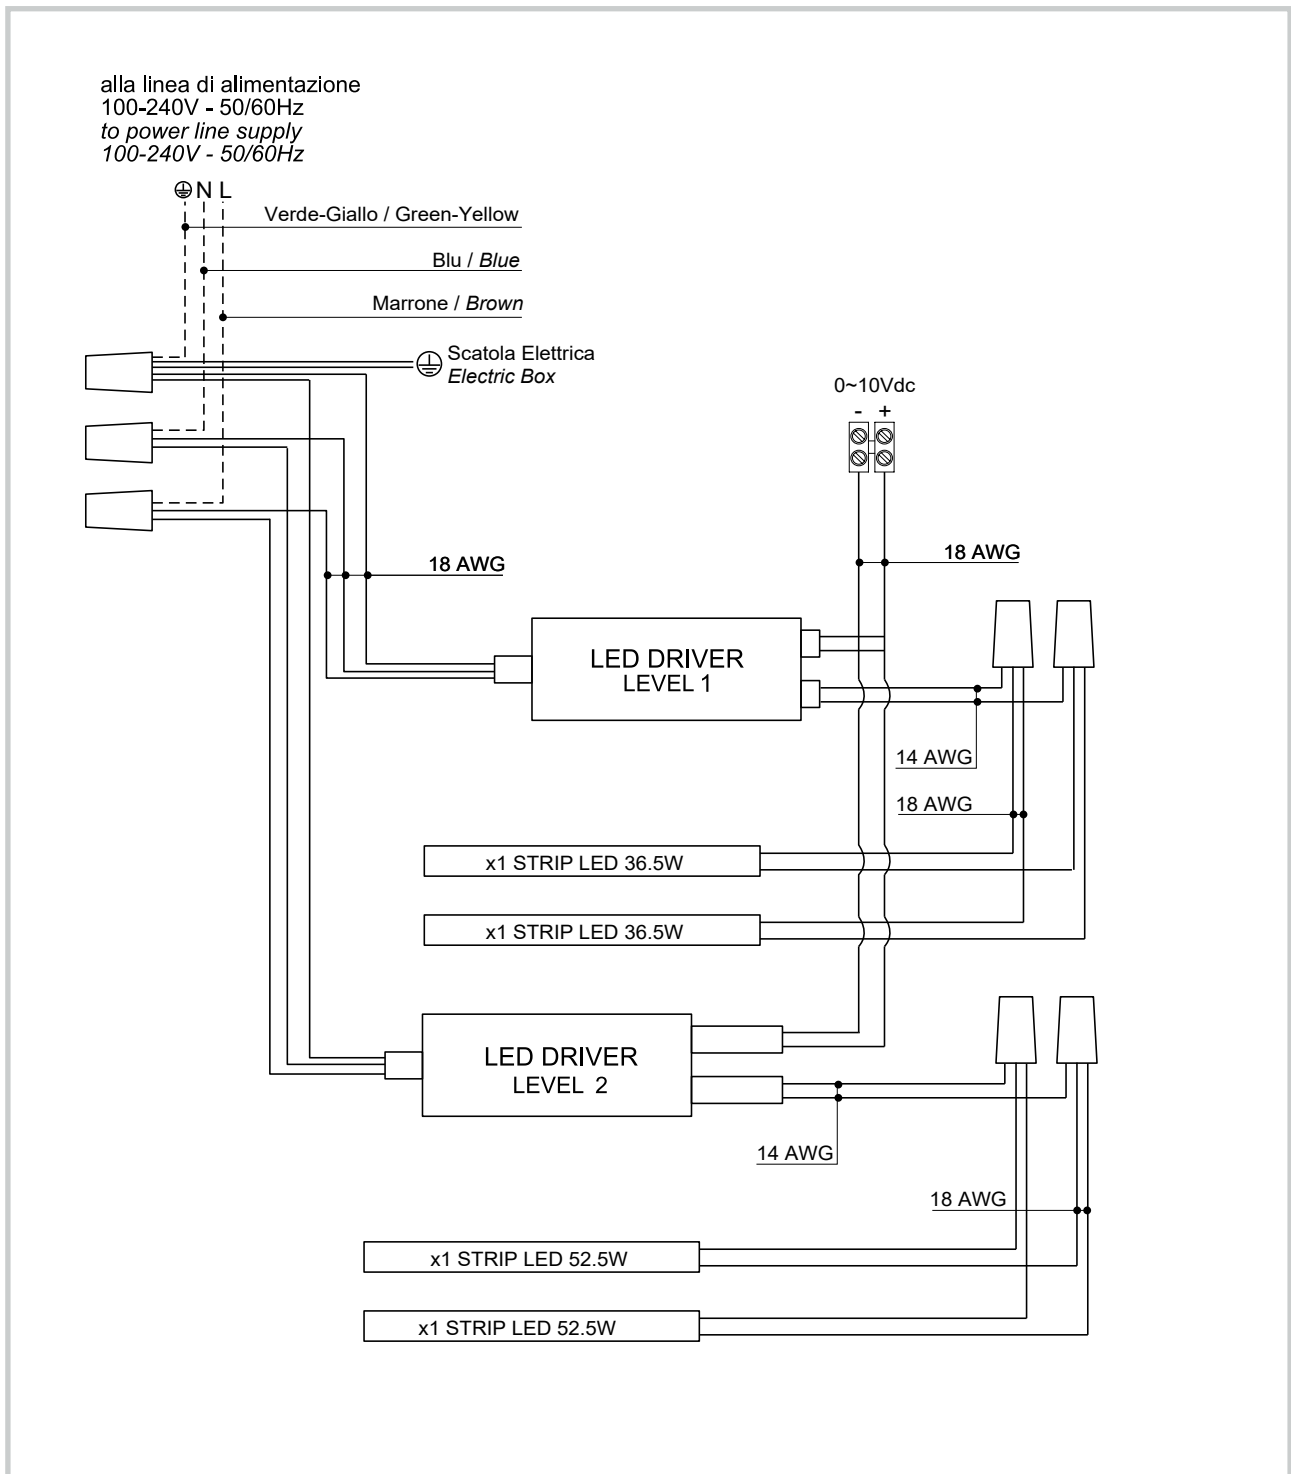 alla linea di alimentazione
100-240V - 50/60Hz
to power line supply
100-240V - 50/60Hz
N L
Verde-Giallo / Green-Yellow
Blu / Blue
Marrone / Brown
Scatola Elettrica
Electric Box
0~10Vdc
- +
18 AWG
18 AWG
LED DRIVER
LEVEL 1
14 AWG
18 AWG
x1 STRIP LED 36.5W
x1 STRIP LED 36.5W
LED DRIVER
LEVEL 2
14 AWG
18 AWG
x1 STRIP LED 52.5W
x1 STRIP LED 52.5W